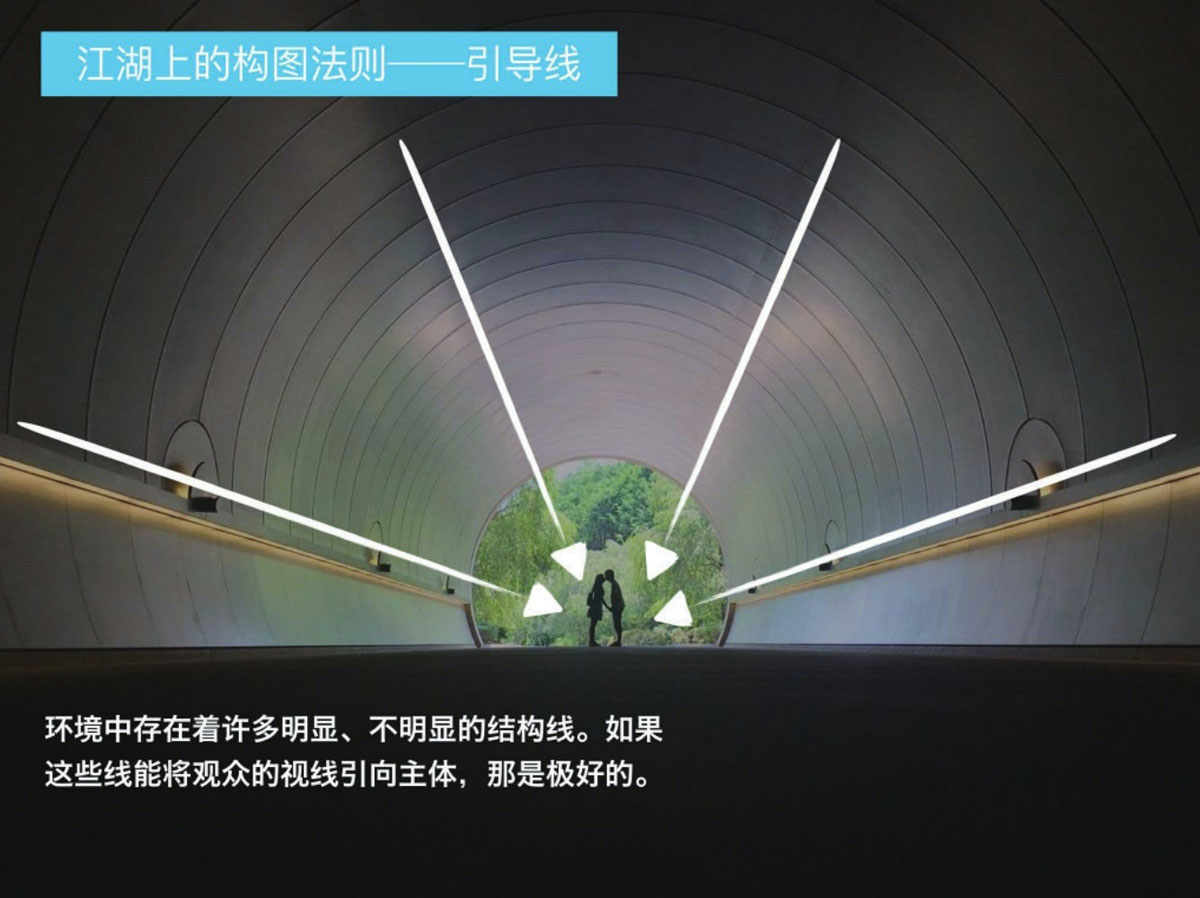 江湖上的构图法则——引导线
环境中存在着许多明显、不明显的结构线。如果
这些线能将观众的视线引向主体，那是极好的。